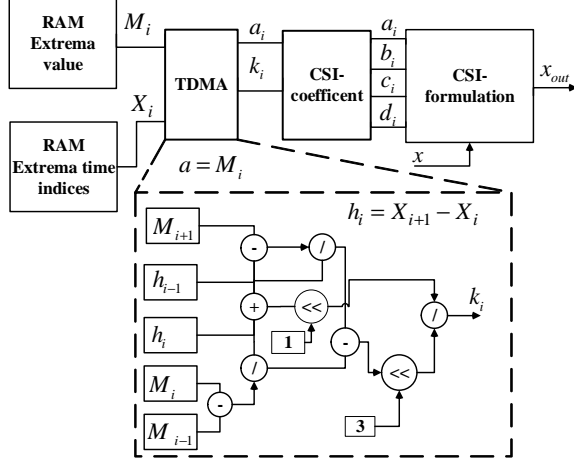 RAM
Extrema
value
M_i
X_i
RAM
Extrema time
indices
TDMA
a_i
k_i
CSI-
coefficent
a_i
b_i
c_i
d_i
CSI-
formulation
x_out
x
a = M_i
h_i = X_{i+1} − X_i
M_{i+1}
h_{i−1}
h_i
M_i
M_{i−1}
-
/
+
<<
1
/
-
-
<<
3
/
k_i